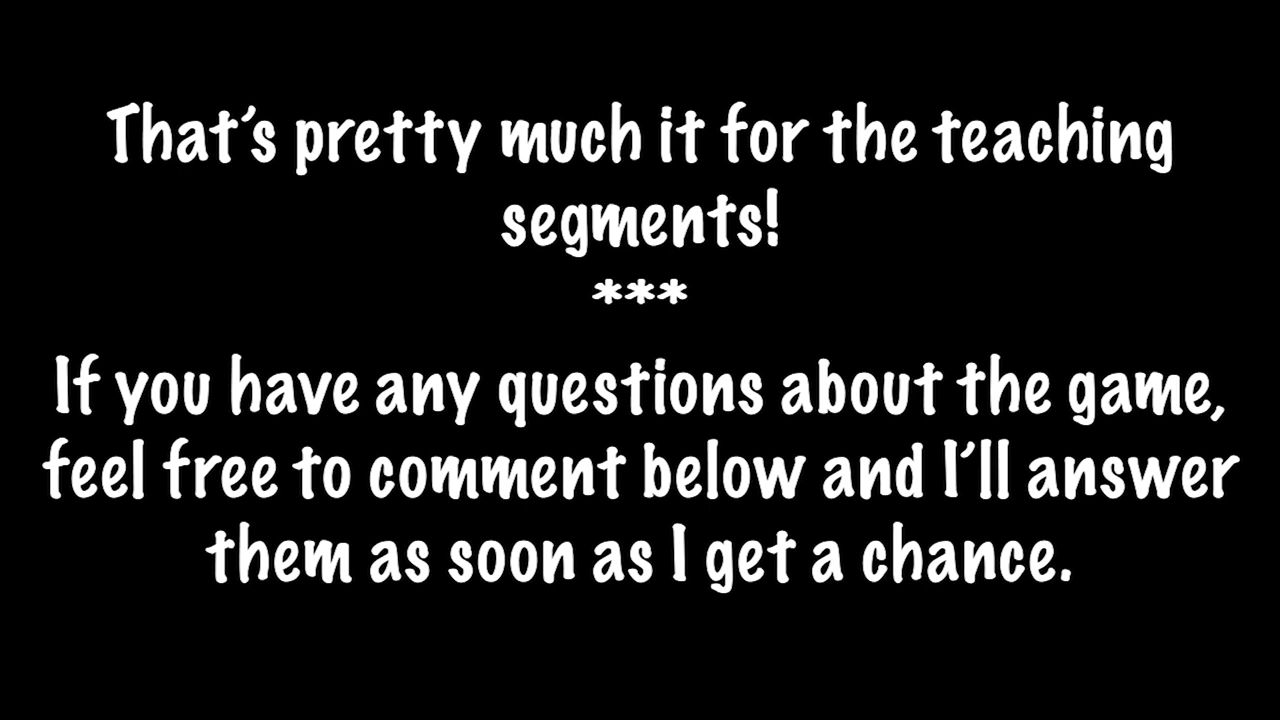 That's pretty much it for the teaching
segments!
***
If you have any questions about the game,
feel free to comment below and I'll answer
them as soon as I get a chance.